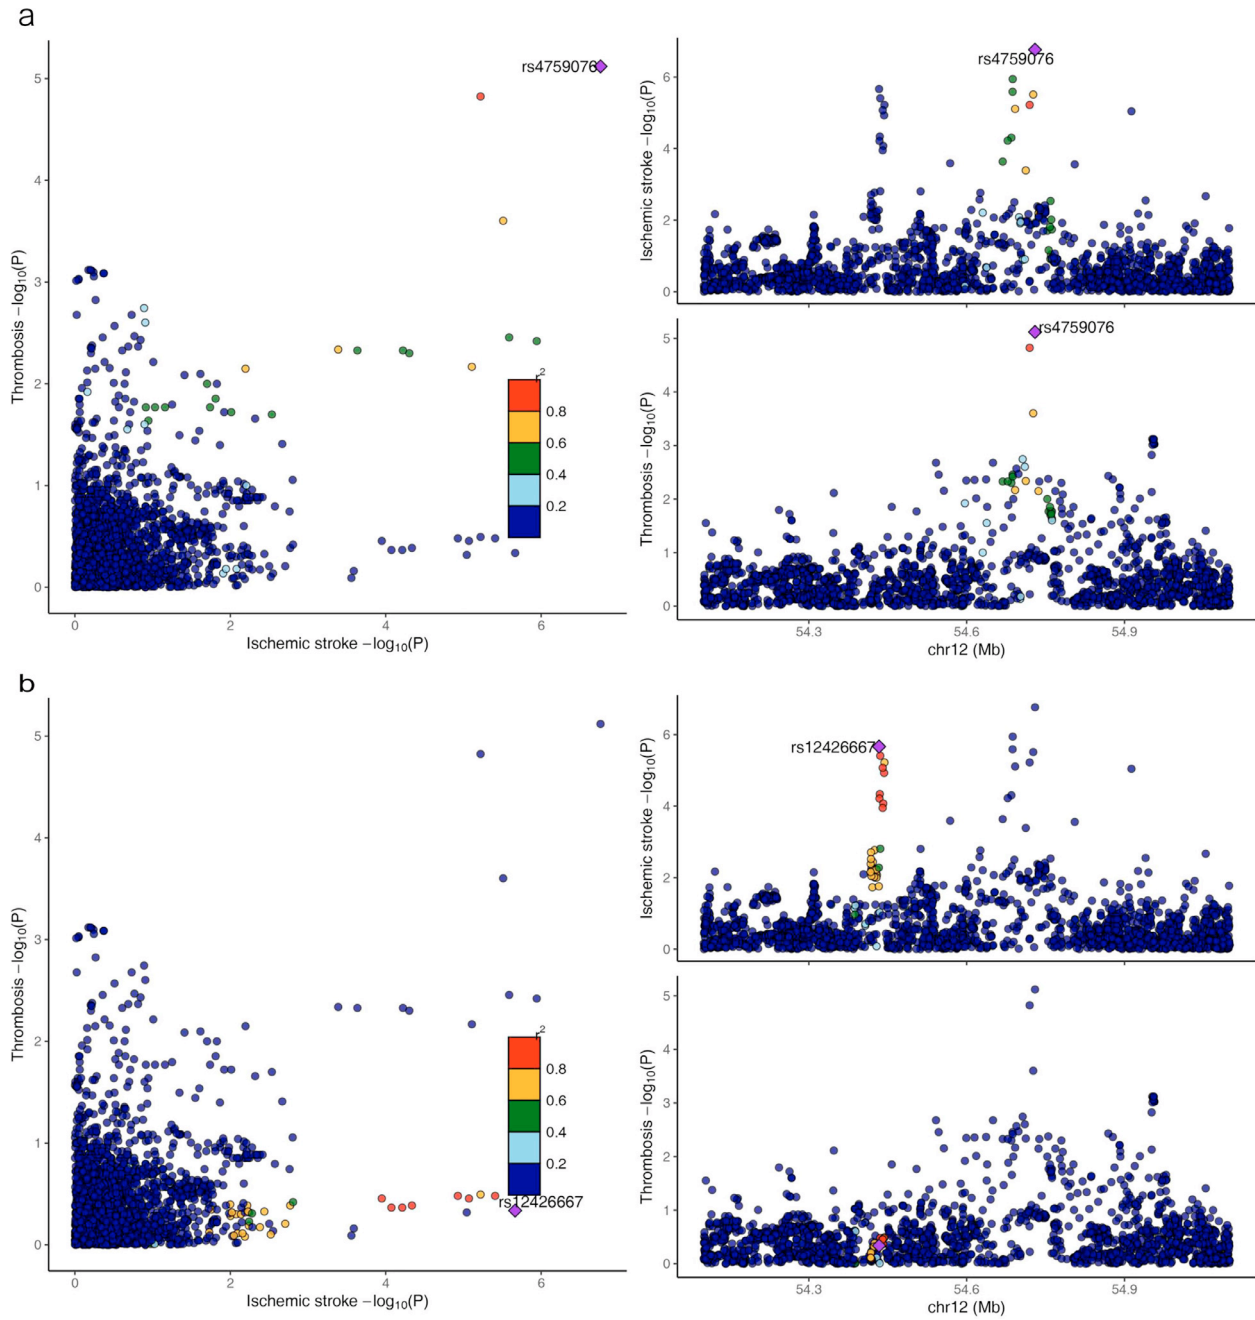 a
rs4759076
5
4
3
2
1
0
Thrombosis −log₁₀(P)
r²
0.8
0.6
0.4
0.2
0
2
4
6
Ischemic stroke −log₁₀(P)
rs4759076
6
4
2
0
Ischemic stroke −log₁₀(P)
rs4759076
5
4
3
2
1
0
Thrombosis −log₁₀(P)
54.3
54.6
54.9
chr12 (Mb)
b
5
4
3
2
1
0
Thrombosis −log₁₀(P)
r²
0.8
0.6
0.4
0.2
rs12426667
0
2
4
6
Ischemic stroke −log₁₀(P)
rs12426667
6
4
2
0
Ischemic stroke −log₁₀(P)
5
4
3
2
1
0
Thrombosis −log₁₀(P)
54.3
54.6
54.9
chr12 (Mb)